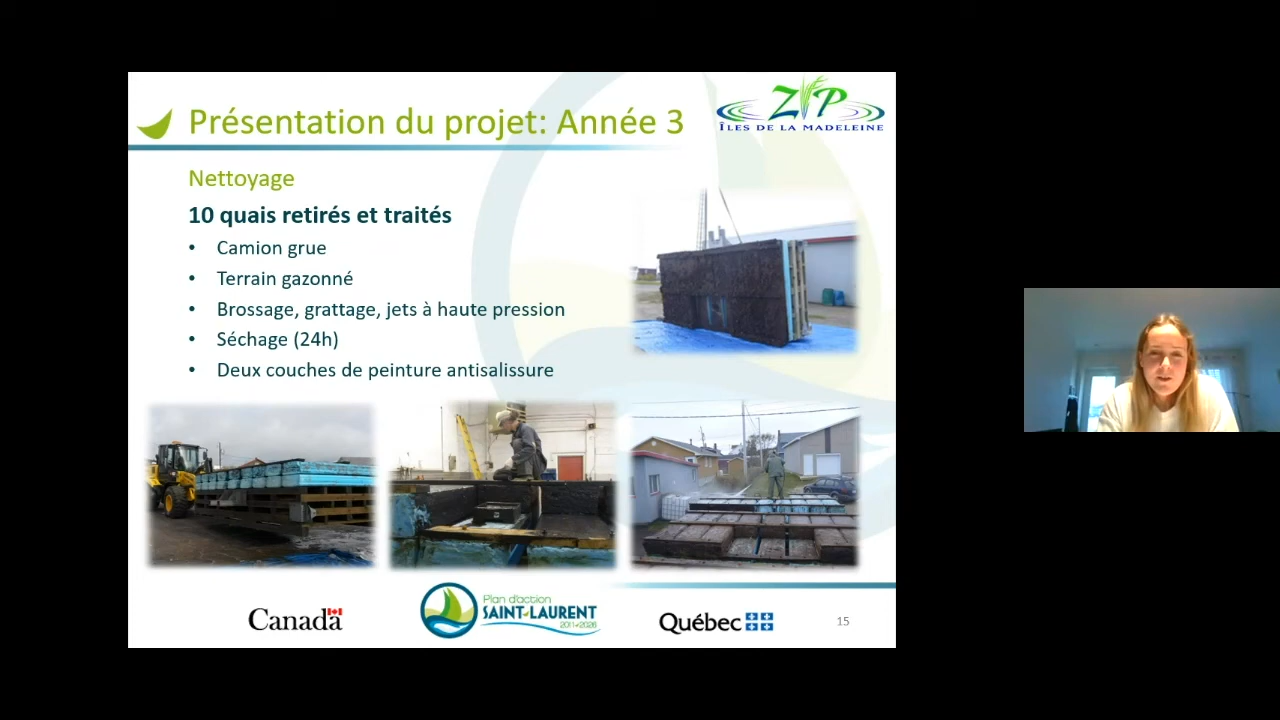 Présentation du projet: Année 3
ZIP
ÎLES DE LA MADELEINE
Nettoyage
10 quais retirés et traités
• Camion grue
• Terrain gazonné
• Brossage, grattage, jets à haute pression
• Séchage (24h)
• Deux couches de peinture antisalissure
Canada
Plan d'action
SAINT-LAURENT
2011-2026
Québec
15